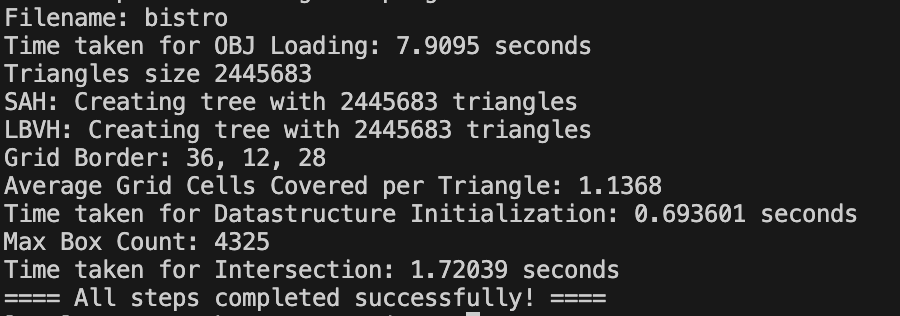 Filename: bistro
Time taken for OBJ Loading: 7.9095 seconds
Triangles size 2445683
SAH: Creating tree with 2445683 triangles
LBVH: Creating tree with 2445683 triangles
Grid Border: 36, 12, 28
Average Grid Cells Covered per Triangle: 1.1368
Time taken for Datastructure Initialization: 0.693601 seconds
Max Box Count: 4325
Time taken for Intersection: 1.72039 seconds
==== All steps completed successfully! ====